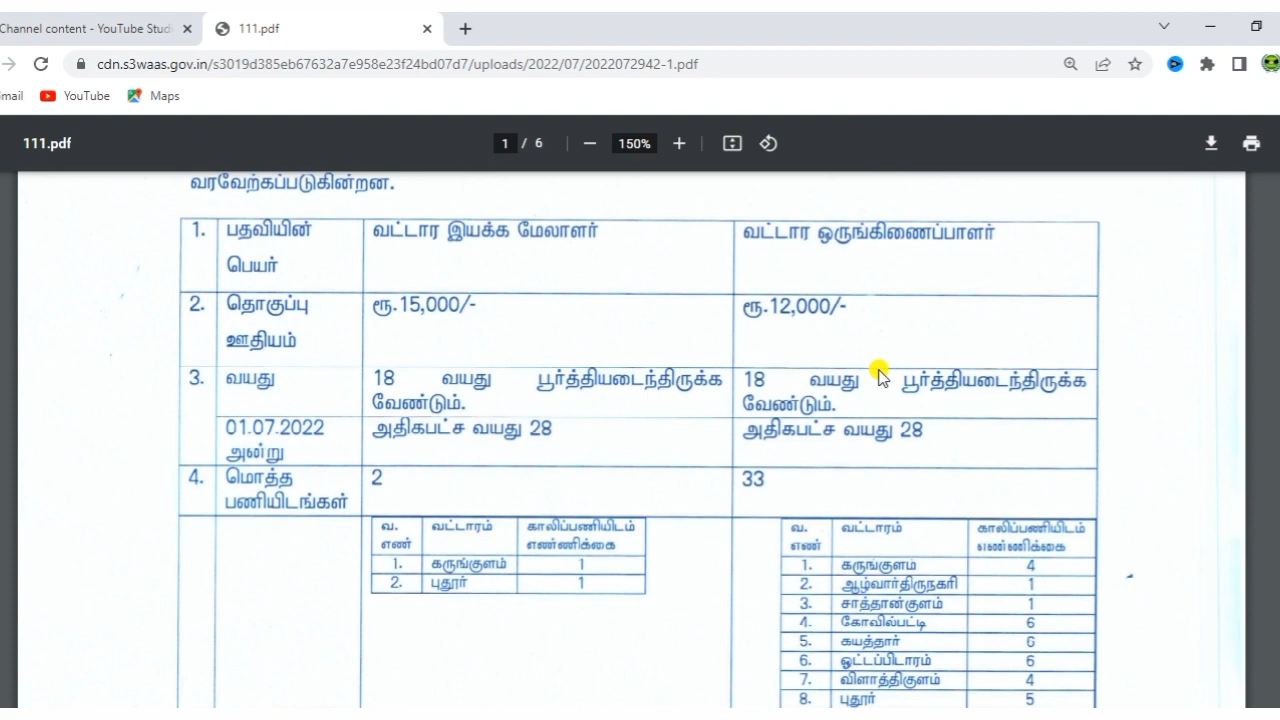 Channel content - YouTube Stud
111.pdf
cdn.s3waas.gov.in/s3019d385eb67632a7e958e23f24bd07d7/uploads/2022/07/2022072942-1.pdf
mail YouTube Maps
111.pdf 1 / 6 150%
வரவேற்கப்படுகின்றன.
1. பதவியின் பெயர் வட்டார இயக்க மேலாளர் வட்டார ஒருங்கிணைப்பாளர்
2. தொகுப்பு ஊதியம் ரூ.15,000/- ரூ.12,000/-
3. வயது 18 வயது பூர்த்தியடைந்திருக்க வேண்டும். 18 வயது பூர்த்தியடைந்திருக்க வேண்டும்.
01.07.2022 அன்று அதிகபட்ச வயது 28 அதிகபட்ச வயது 28
4. மொத்த பணியிடங்கள் 2 33
வ. எண் வட்டாரம் காலிப்பணியிடம் எண்ணிக்கை
1. கருங்குளம் 1
2. புதூர் 1
வ. எண் வட்டாரம் காலிப்பணியிடம் எண்ணிக்கை
1. கருங்குளம் 4
2. ஆழ்வார்திருநகரி 1
3. சாத்தான்குளம் 1
4. கோவில்பட்டி 6
5. கயத்தார் 6
6. ஓட்டப்பிடாரம் 6
7. விளாத்திகுளம் 4
8. புதூர் 5